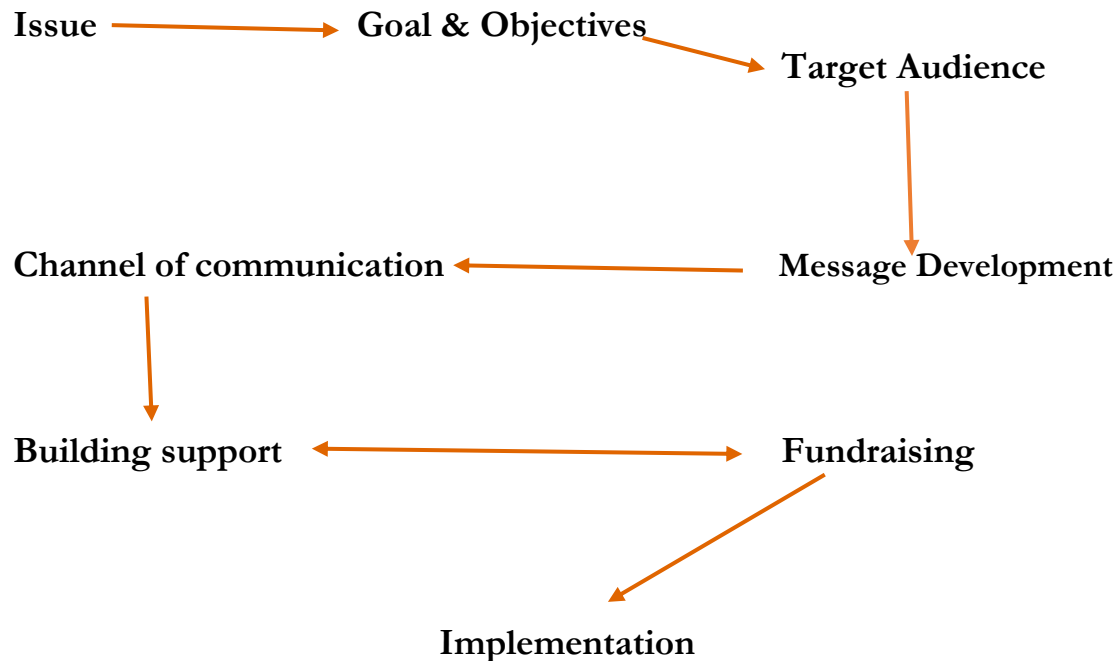 Issue
Goal & Objectives
Target Audience
Channel of communication
Message Development
Building support
Fundraising
Implementation